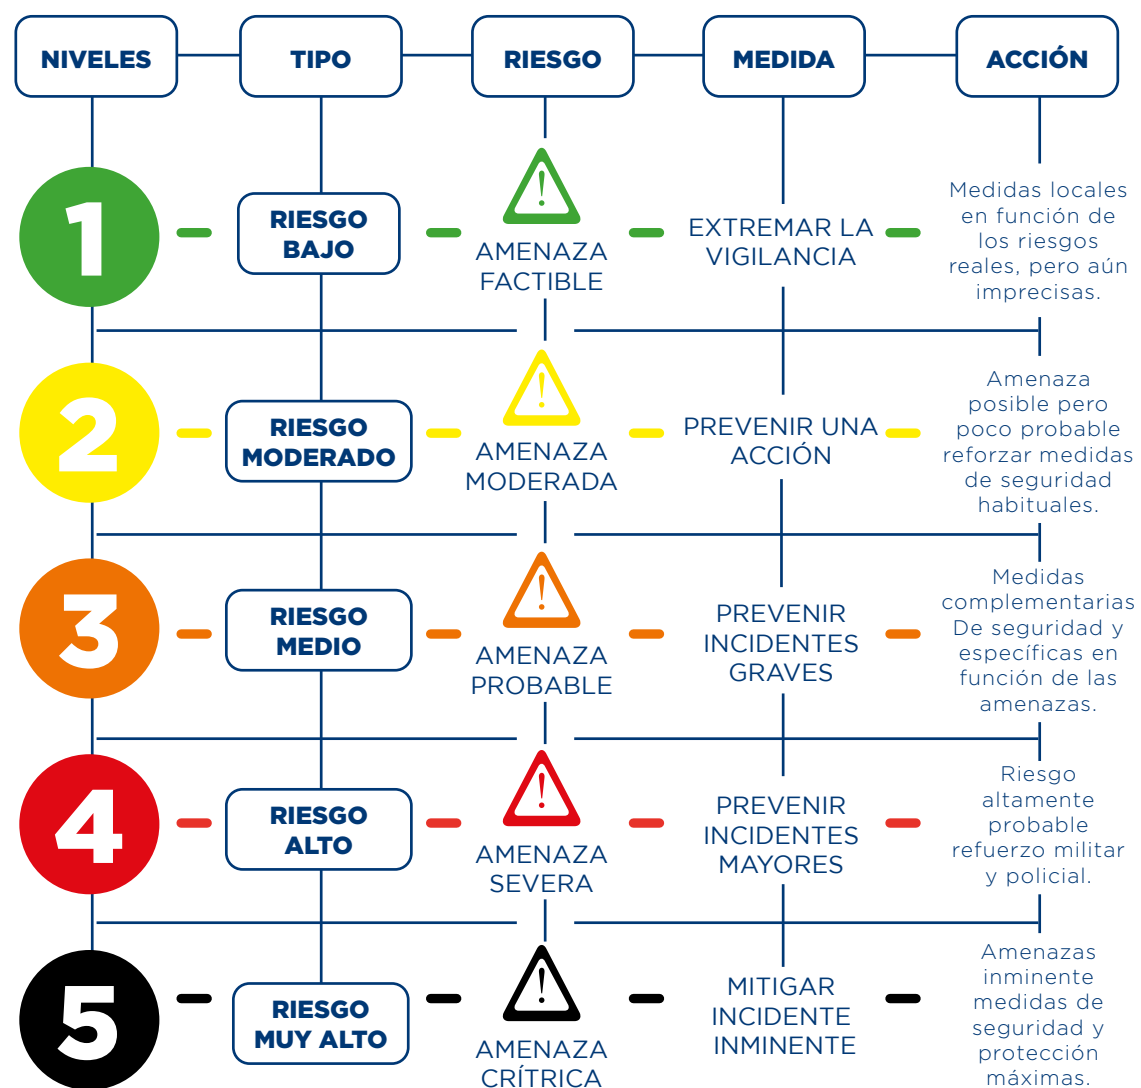 NIVELES
TIPO
RIESGO
MEDIDA
ACCIÓN
1
RIESGO
BAJO
!
AMENAZA
FACTIBLE
EXTREMAR LA
VIGILANCIA
Medidas locales
en función de
los riesgos
reales, pero aún
imprecisas.
2
RIESGO
MODERADO
!
AMENAZA
MODERADA
PREVENIR UNA
ACCIÓN
Amenaza
posible pero
poco probable
reforzar medidas
de seguridad
habituales.
3
RIESGO
MEDIO
!
AMENAZA
PROBABLE
PREVENIR
INCIDENTES
GRAVES
Medidas
complementarias
De seguridad y
específicas en
función de las
amenazas.
4
RIESGO
ALTO
!
AMENAZA
SEVERA
PREVENIR
INCIDENTES
MAYORES
Riesgo
altamente
probable
refuerzo militar
y policial.
5
RIESGO
MUY ALTO
!
AMENAZA
CRÍTRICA
MITIGAR
INCIDENTE
INMINENTE
Amenazas
inminente
medidas de
seguridad y
protección
máximas.